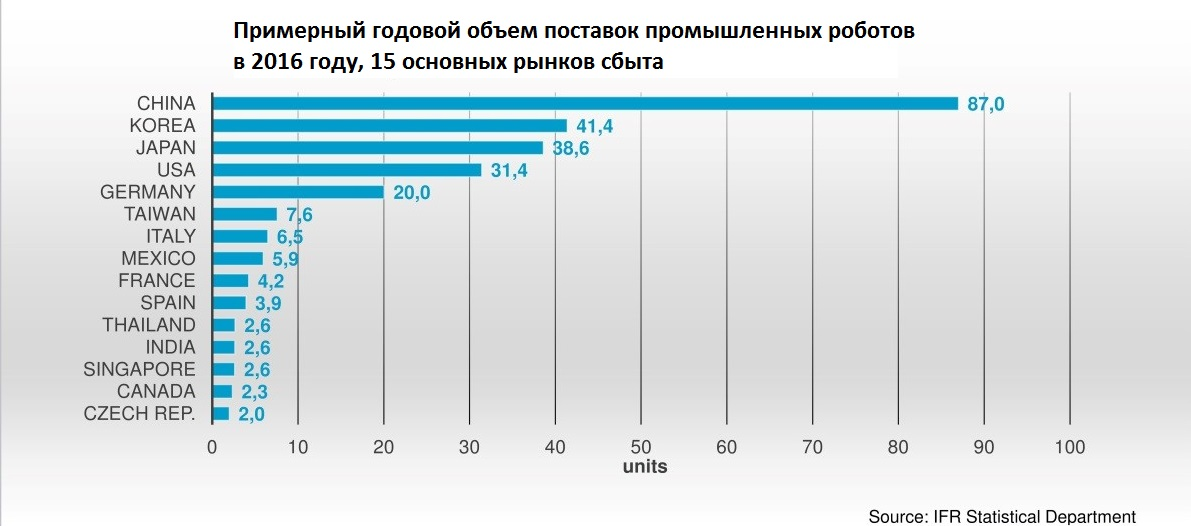 Примерный годовой объем поставок промышленных роботов
в 2016 году, 15 основных рынков сбыта
CHINA 87,0
KOREA 41,4
JAPAN 38,6
USA 31,4
GERMANY 20,0
TAIWAN 7,6
ITALY 6,5
MEXICO 5,9
FRANCE 4,2
SPAIN 3,9
THAILAND 2,6
INDIA 2,6
SINGAPORE 2,6
CANADA 2,3
CZECH REP. 2,0
0 10 20 30 40 50 60 70 80 90 100
units
Source: IFR Statistical Department